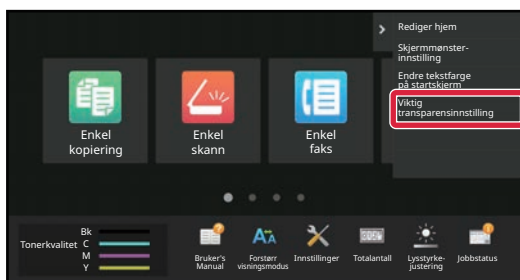 Rediger hjem
Skjermmønster-
innstilling
Endre tekstfarge
på startskjerm
Viktig
transparensinnstilling
Enkel
kopiering
Enkel
skann
Enkel
faks
Tonerkvalitet
Bk
C
M
Y
Bruker's
Manual
Forstørr
visningsmodus
Innstillinger
Totalantall
Lysstyrke-
justering
Jobbstatus